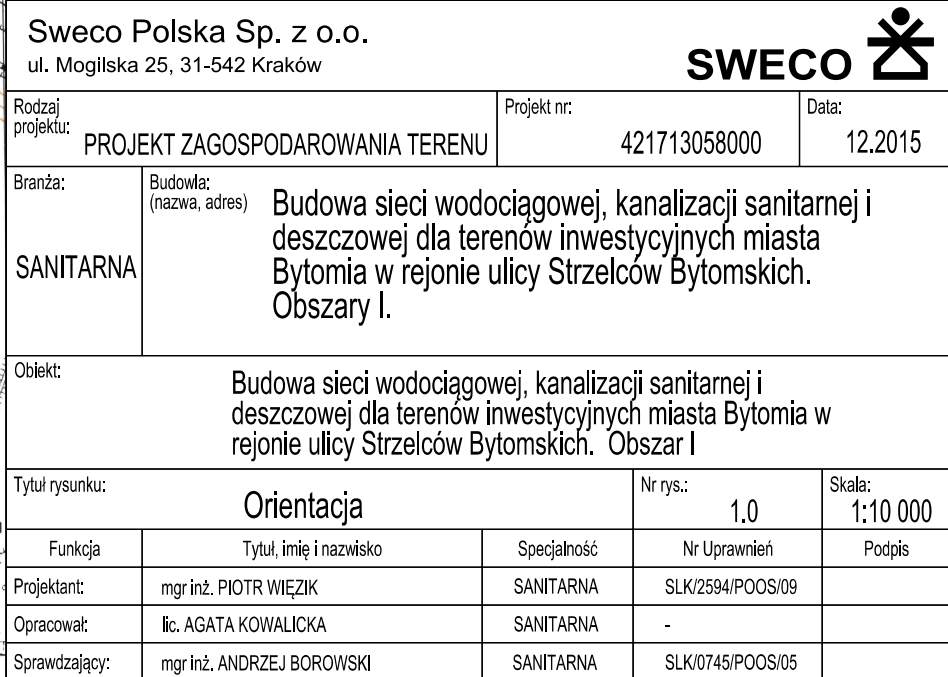 Sweco Polska Sp. z o.o.
ul. Mogilska 25, 31-542 Kraków
SWECO
Rodzaj
projektu:
PROJEKT ZAGOSPODAROWANIA TERENU
Projekt nr:
421713058000
Data:
12.2015
Branża:
SANITARNA
Budowla:
(nazwa, adres)
Budowa sieci wodociągowej, kanalizacji sanitarnej i
deszczowej dla terenów inwestycyjnych miasta
Bytomia w rejonie ulicy Strzelców Bytomskich.
Obszary I.
Obiekt:
Budowa sieci wodociągowej, kanalizacji sanitarnej i
deszczowej dla terenów inwestycyjnych miasta Bytomia w
rejonie ulicy Strzelców Bytomskich. Obszar I
Tytuł rysunku:
Orientacja
Nr rys.:
1.0
Skala:
1:10 000
Funkcja Tytuł, imię i nazwisko Specjalność Nr Uprawnień Podpis
Projektant: mgr inż. PIOTR WIĘZIK SANITARNA SLK/2594/POOS/09
Opracował: lic. AGATA KOWALICKA SANITARNA -
Sprawdzający: mgr inż. ANDRZEJ BOROWSKI SANITARNA SLK/0745/POOS/05